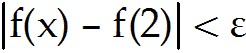 |f(x) – f(2)| < ε